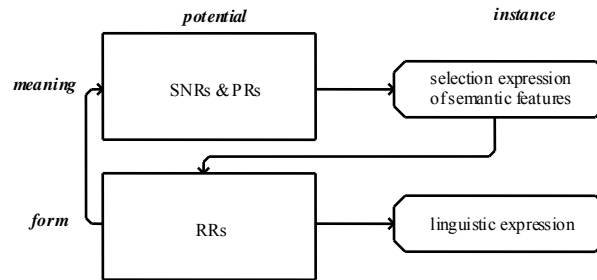 potential
instance
meaning
SNRs & PRs
selection expression
of semantic features
form
RRs
linguistic expression